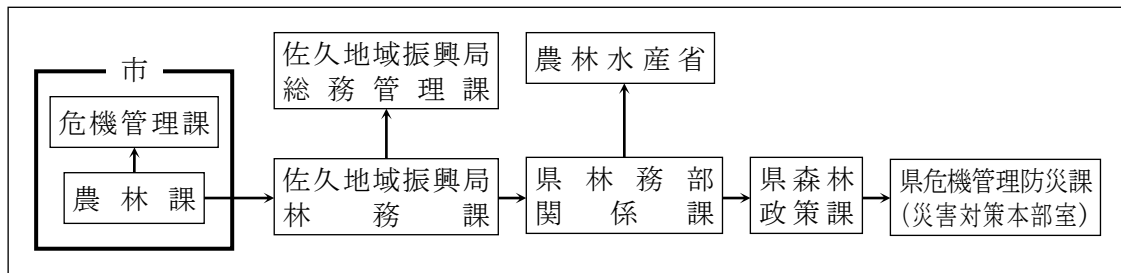 市
危機管理課
農林課
佐久地域振興局
総務管理課
佐久地域振興局
林務課
農林水産省
県林務部
関係課
県森林
政策課
県危機管理防災課
（災害対策本部室）